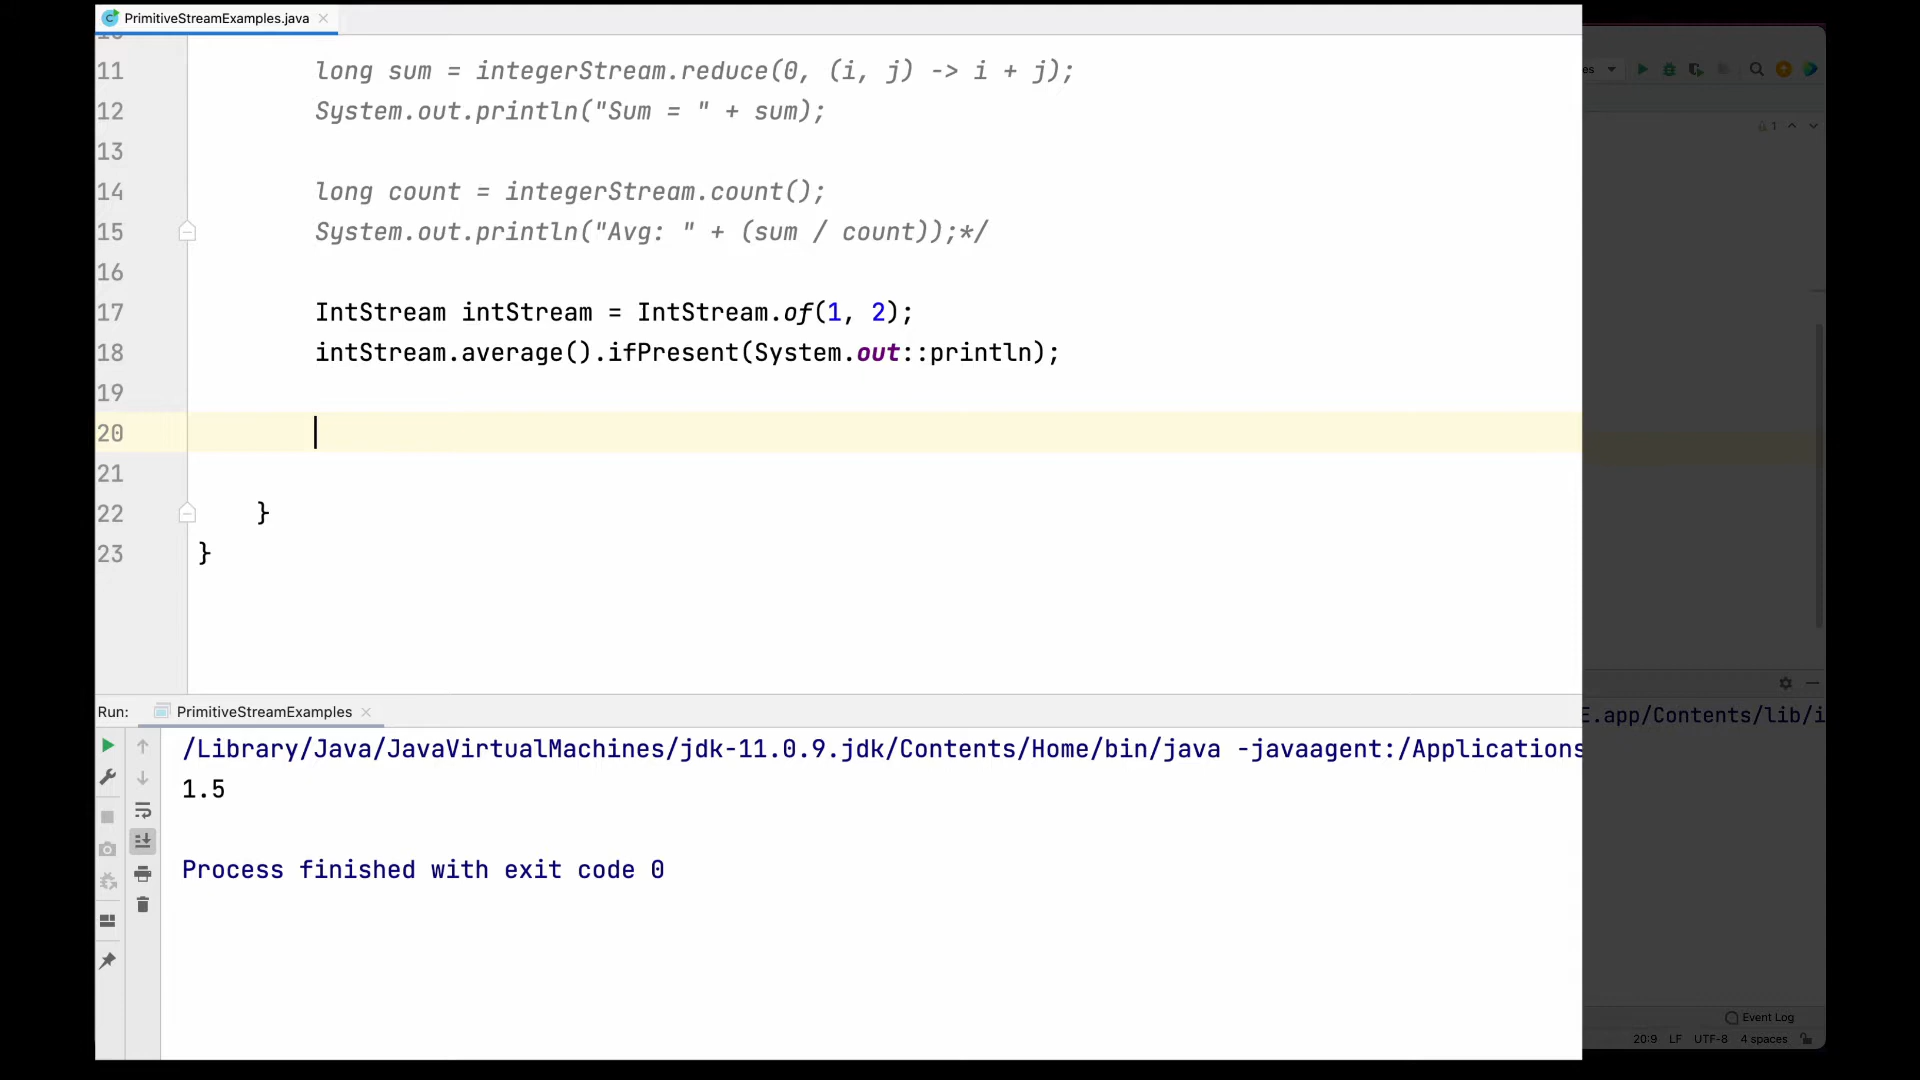 PrimitiveStreamExamples.java
11 long sum = integerStream.reduce(0, (i, j) -> i + j);
12 System.out.println("Sum = " + sum);
13
14 long count = integerStream.count();
15 System.out.println("Avg: " + (sum / count));*/
16
17 IntStream intStream = IntStream.of(1, 2);
18 intStream.average().ifPresent(System.out::println);
19
20
21
22 }
23 }
es
1
Run: PrimitiveStreamExamples
E.app/Contents/lib/i
/Library/Java/JavaVirtualMachines/jdk-11.0.9.jdk/Contents/Home/bin/java -javaagent:/Applications
1.5
Process finished with exit code 0
Event Log
20:9 LF UTF-8 4 spaces